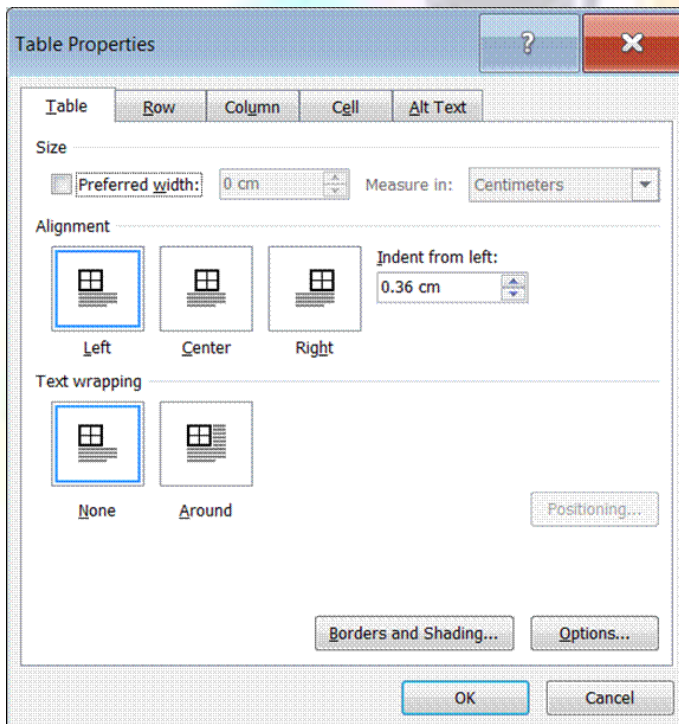 Table Properties
?
Table Row Column Cell Alt Text
Size
Preferred width: 0 cm Measure in: Centimeters
Alignment
Indent from left:
0.36 cm
Left Center Right
Text wrapping
None Around
Positioning...
Borders and Shading... Options...
OK Cancel